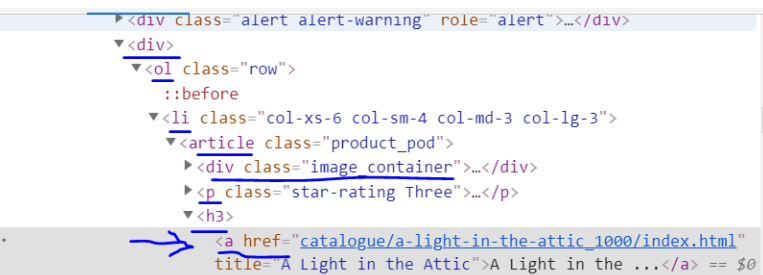 <div class="alert alert-warning" role="alert">…</div>
<div>
<ol class="row">
::before
<li class="col-xs-6 col-sm-4 col-md-3 col-lg-3">
<article class="product_pod">
<div class="image_container">…</div>
<p class="star-rating Three">…</p>
<h3>
<a href="catalogue/a-light-in-the-attic_1000/index.html"
title="A Light in the Attic">A Light in the ...</a> == $0